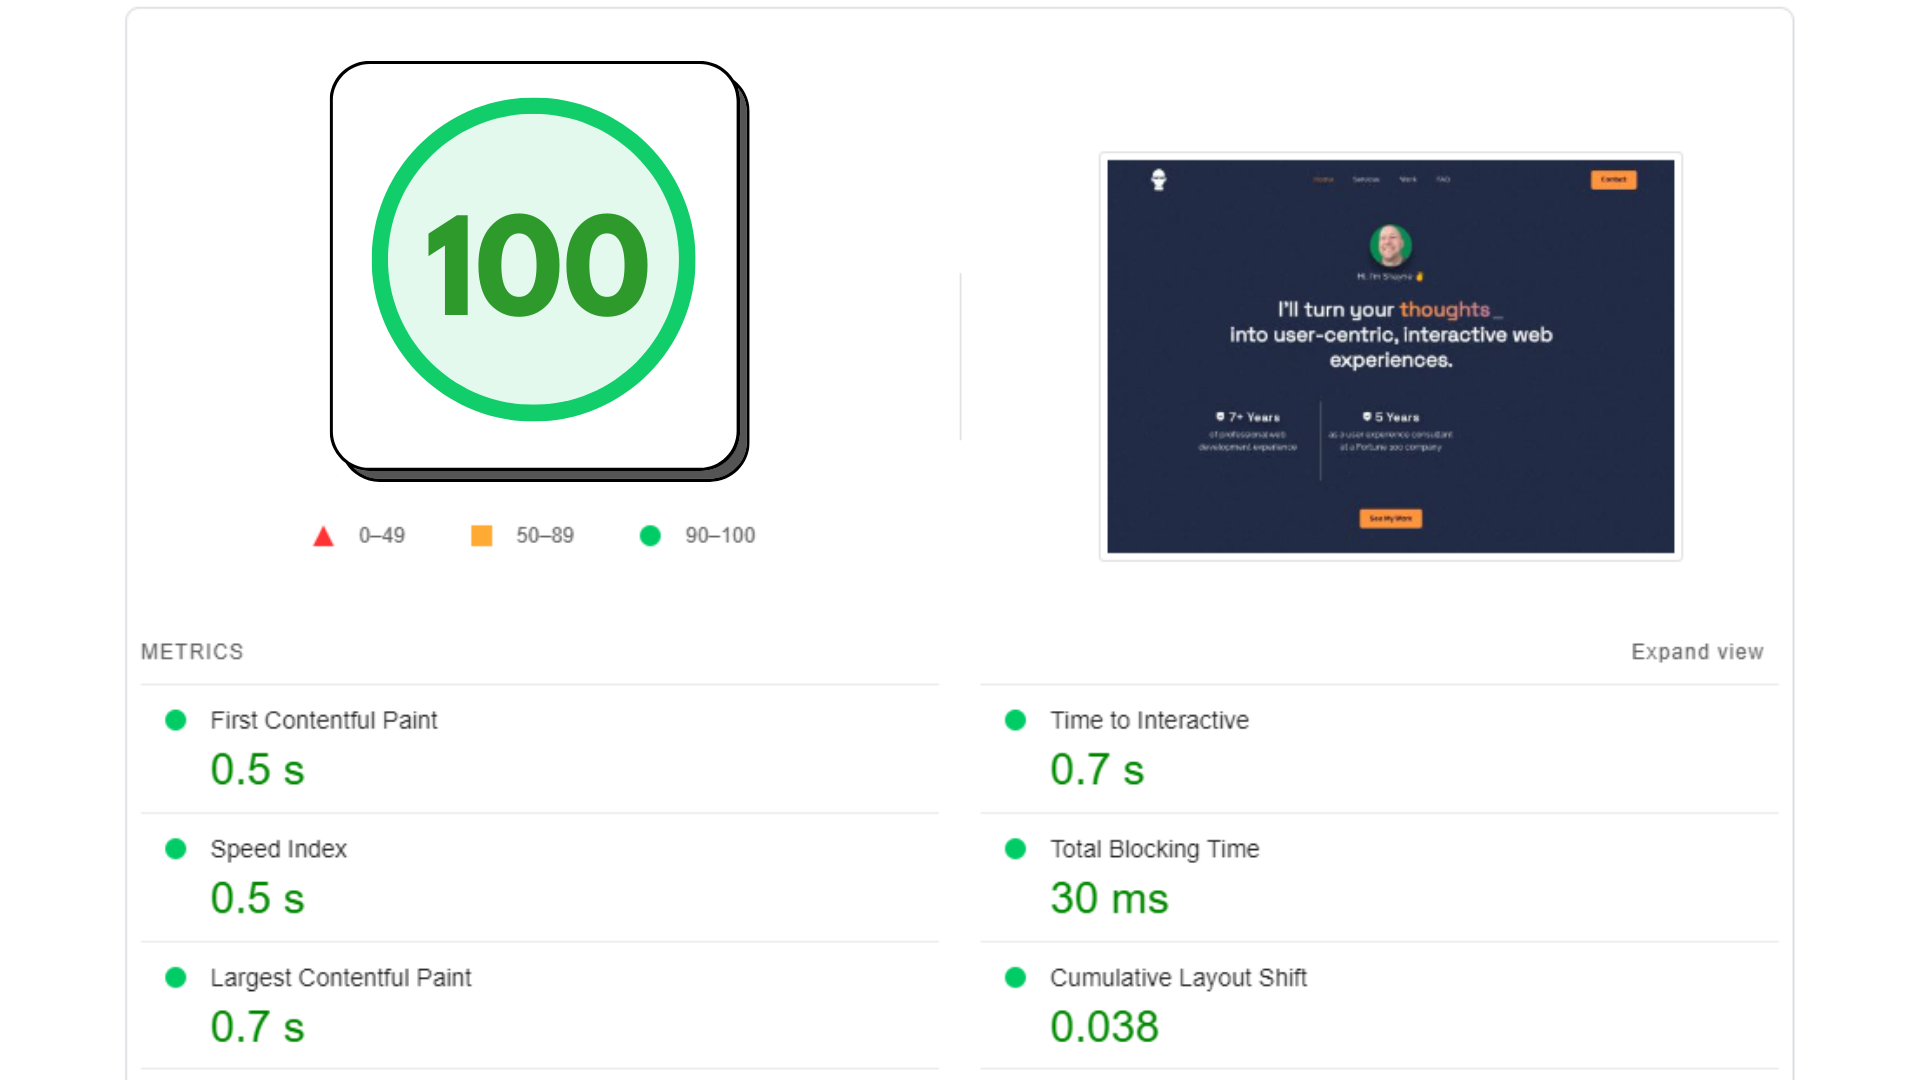 100
0–49
50–89
90–100
Home Services Work FAQ
Contact
Hi, I'm Shayne
I'll turn your thoughts_
into user-centric, interactive web
experiences.
7+ Years
of professional web
development experience
5 Years
as a user experience consultant
at a Fortune 100 company
See My Work
METRICS
Expand view
First Contentful Paint
0.5 s
Time to Interactive
0.7 s
Speed Index
0.5 s
Total Blocking Time
30 ms
Largest Contentful Paint
0.7 s
Cumulative Layout Shift
0.038